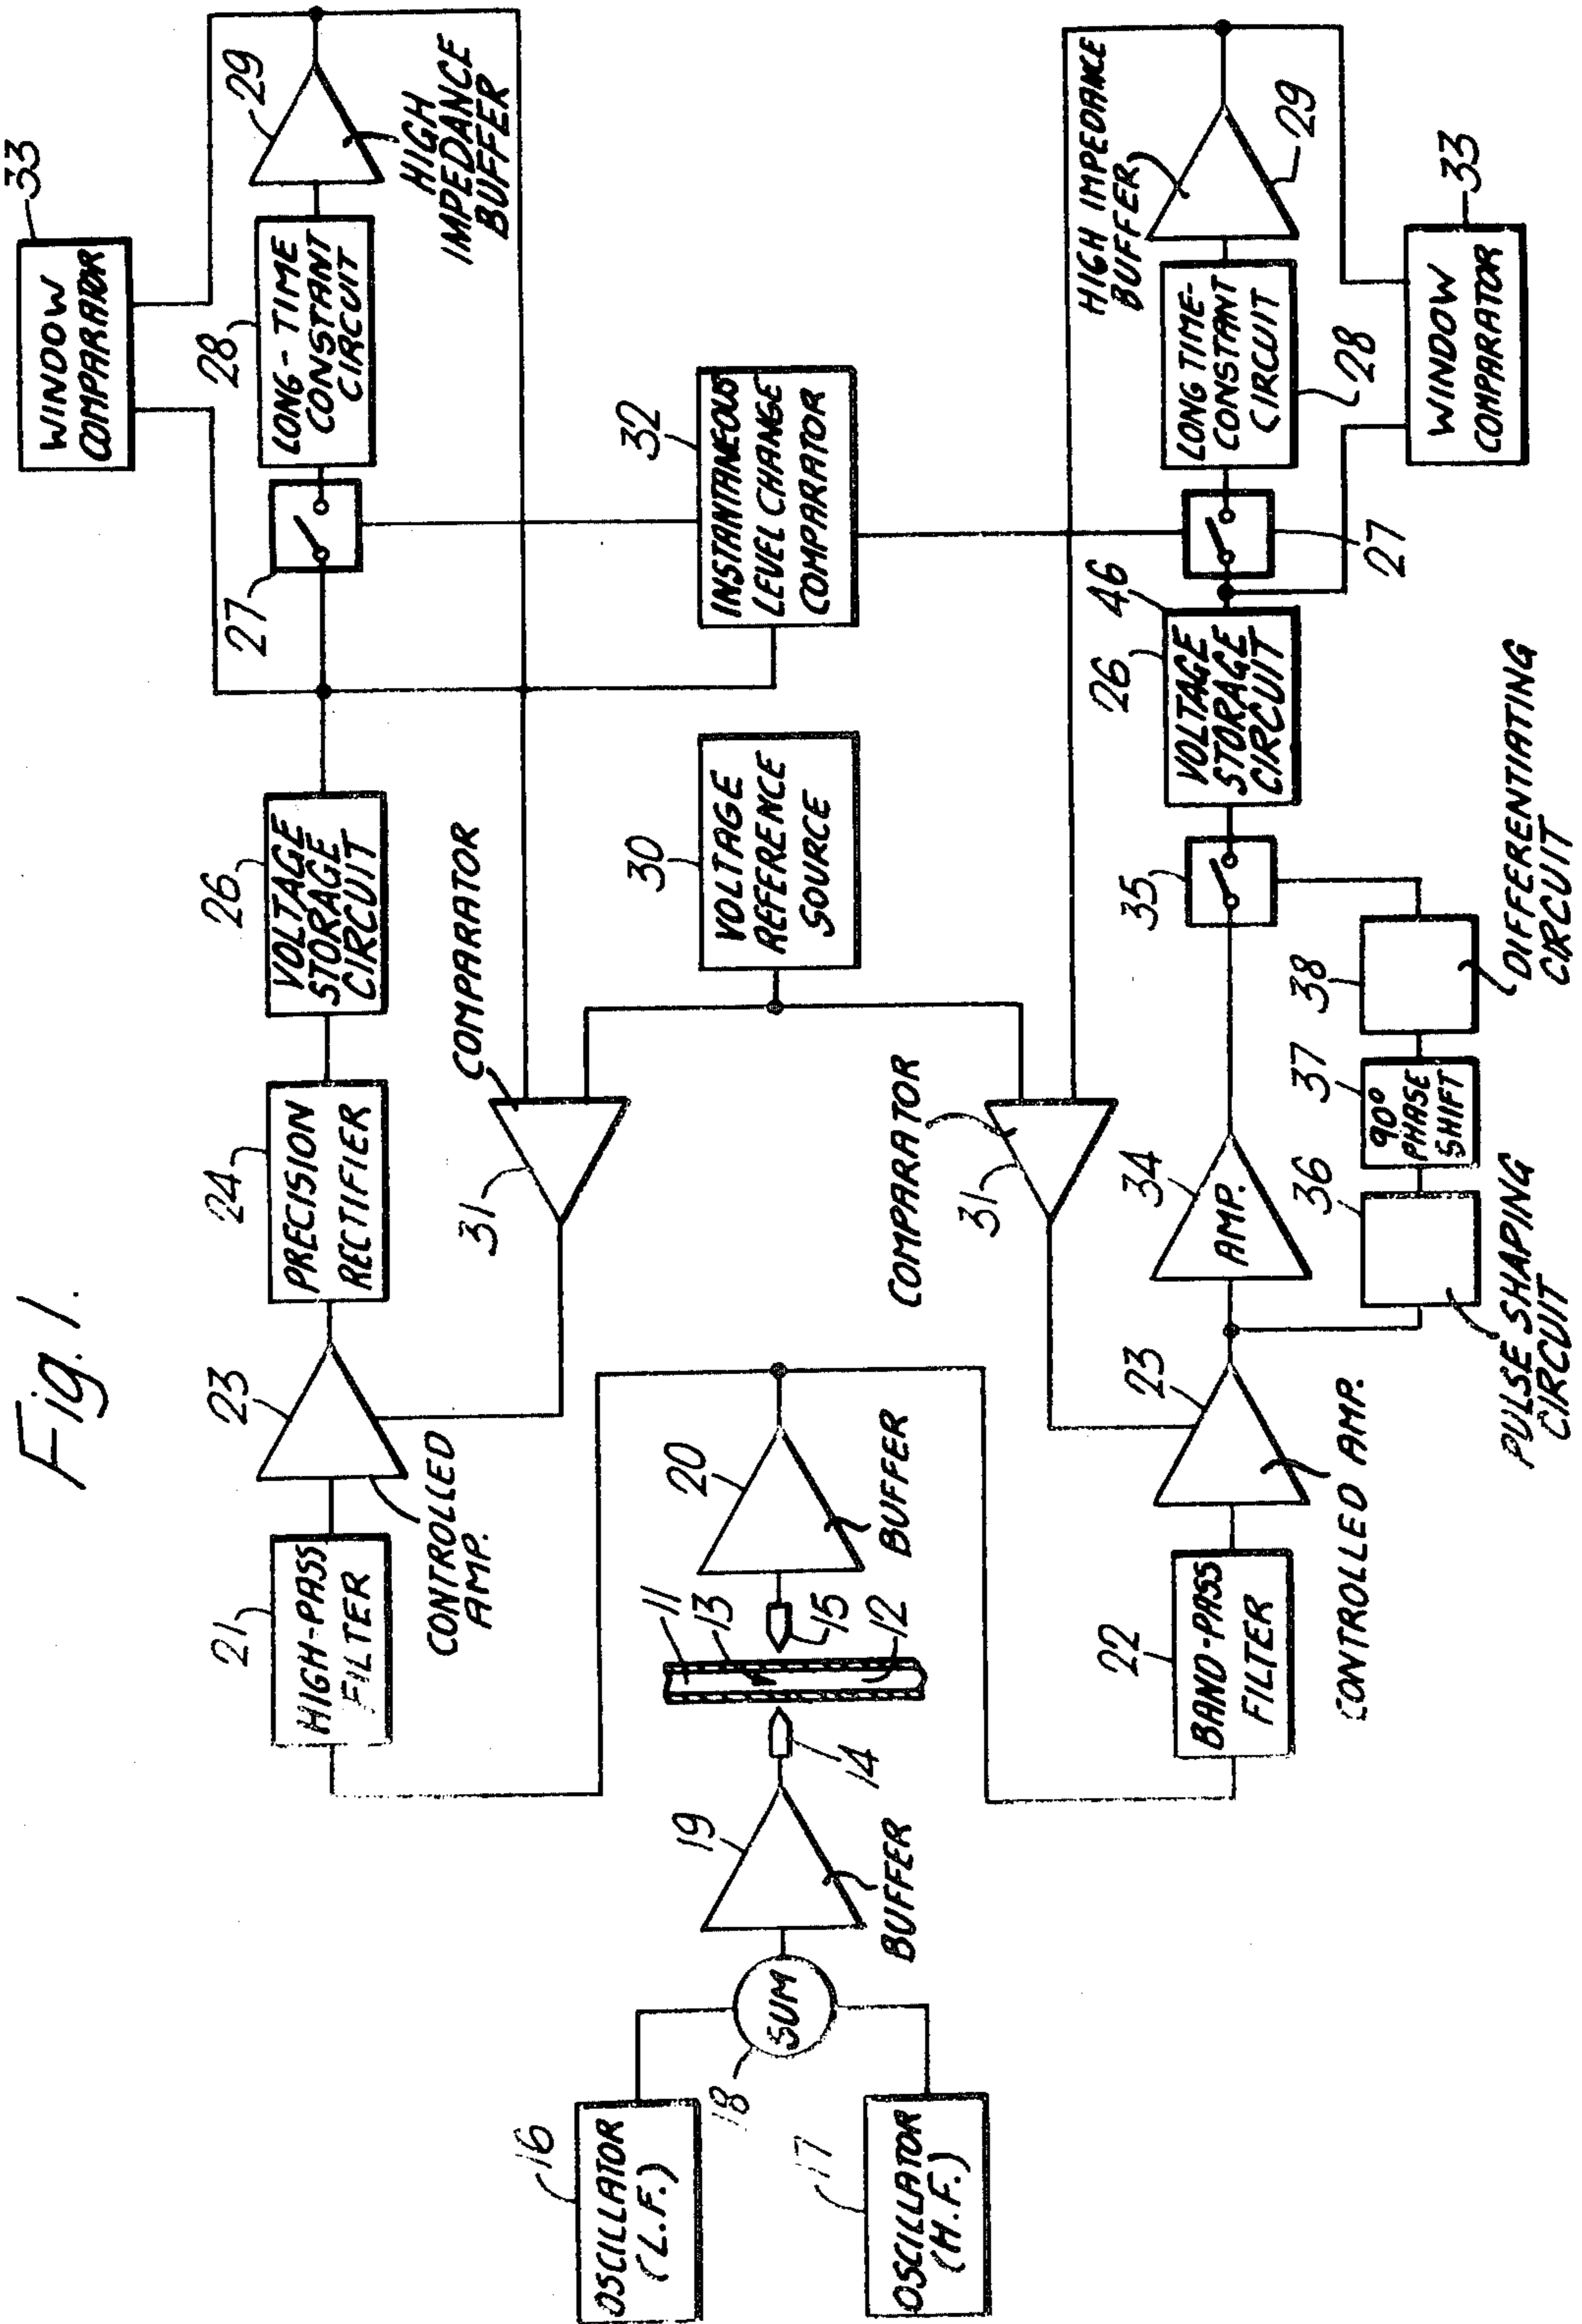 Fig. 1.
33
WINDOW
COMPARATOR
29
HIGH
IMPEDANCE
BUFFER
28
LONG-TIME
CONSTANT
CIRCUIT
27
26
VOLTAGE
STORAGE
CIRCUIT
24
PRECISION
RECTIFIER
23
CONTROLLED
AMP.
21
HIGH-PASS
FILTER
COMPARATOR
31
32
INSTANTANEOUS
LEVEL CHANGE
COMPARATOR
30
VOLTAGE
REFERENCE
SOURCE
16
OSCILLATOR
(L.F.)
17
OSCILLATOR
(H.F.)
18
SUM
19
BUFFER
14
11
13
15
12
20
BUFFER
COMPARATOR
31
22
BAND-PASS
FILTER
23
CONTROLLED AMP.
34
AMP.
35
26
46
VOLTAGE
STORAGE
CIRCUIT
27
LONG TIME-
CONSTANT
CIRCUIT
28
HIGH IMPEDANCE
BUFFER
29
33
WINDOW
COMPARATOR
36
PULSE SHAPING
CIRCUIT
37
90°
PHASE
SHIFT
38
DIFFERENTIATING
CIRCUIT